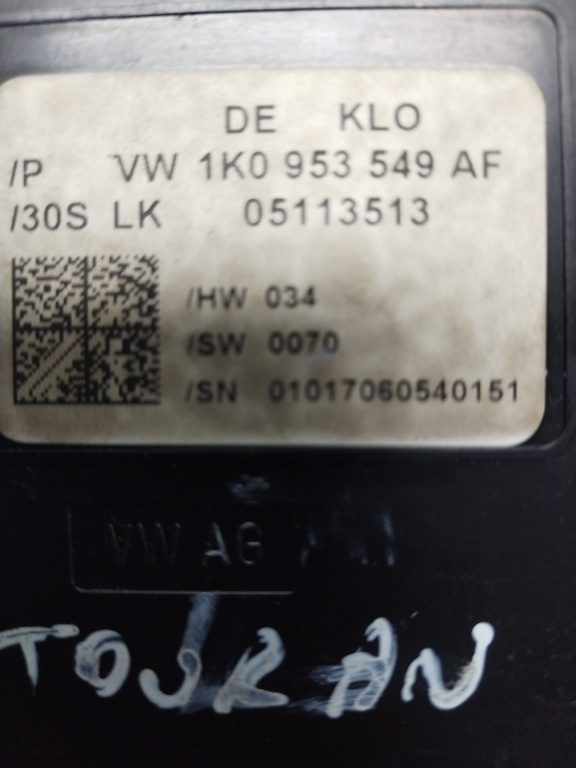 DE KLO
/P VW 1K0 953 549 AF
/30S LK 05113513
/HW 034
/SW 0070
/SN 01017060540151
VW AG
TOURAN